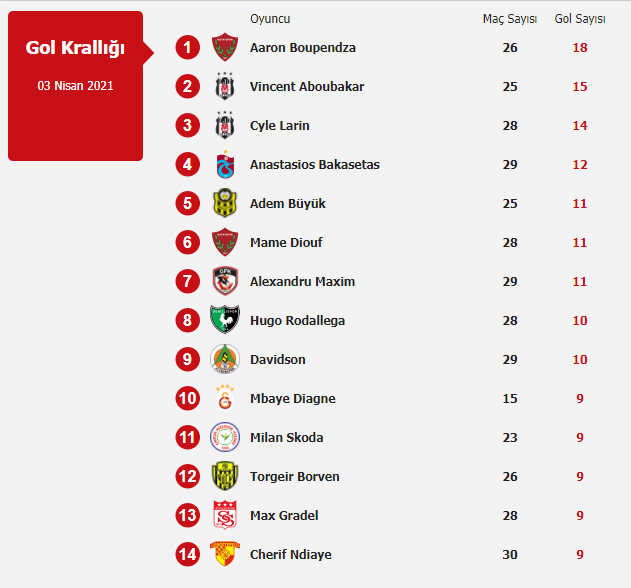 Gol Krallığı
03 Nisan 2021
Oyuncu Maç Sayısı Gol Sayısı
1 Aaron Boupendza 26 18
2 Vincent Aboubakar 25 15
3 Cyle Larin 28 14
4 Anastasios Bakasetas 29 12
5 Adem Büyük 25 11
6 Mame Diouf 28 11
7 Alexandru Maxim 29 11
8 Hugo Rodallega 28 10
9 Davidson 29 10
10 Mbaye Diagne 15 9
11 Milan Skoda 23 9
12 Torgeir Borven 26 9
13 Max Gradel 28 9
14 Cherif Ndiaye 30 9